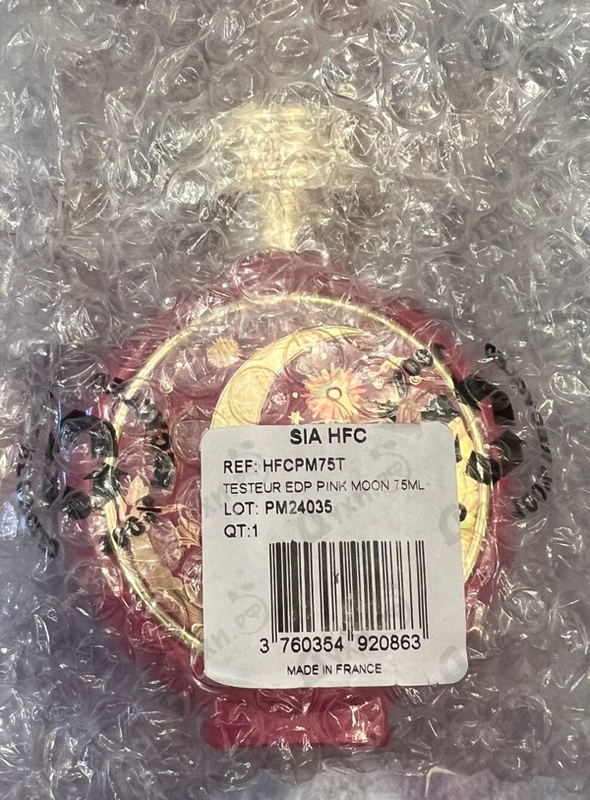 SIA HFC
REF: HFCPM75T
TESTEUR EDP PINK MOON 75ML
LOT: PM24035
QT:1
3 760354 920863
MADE IN FRANCE